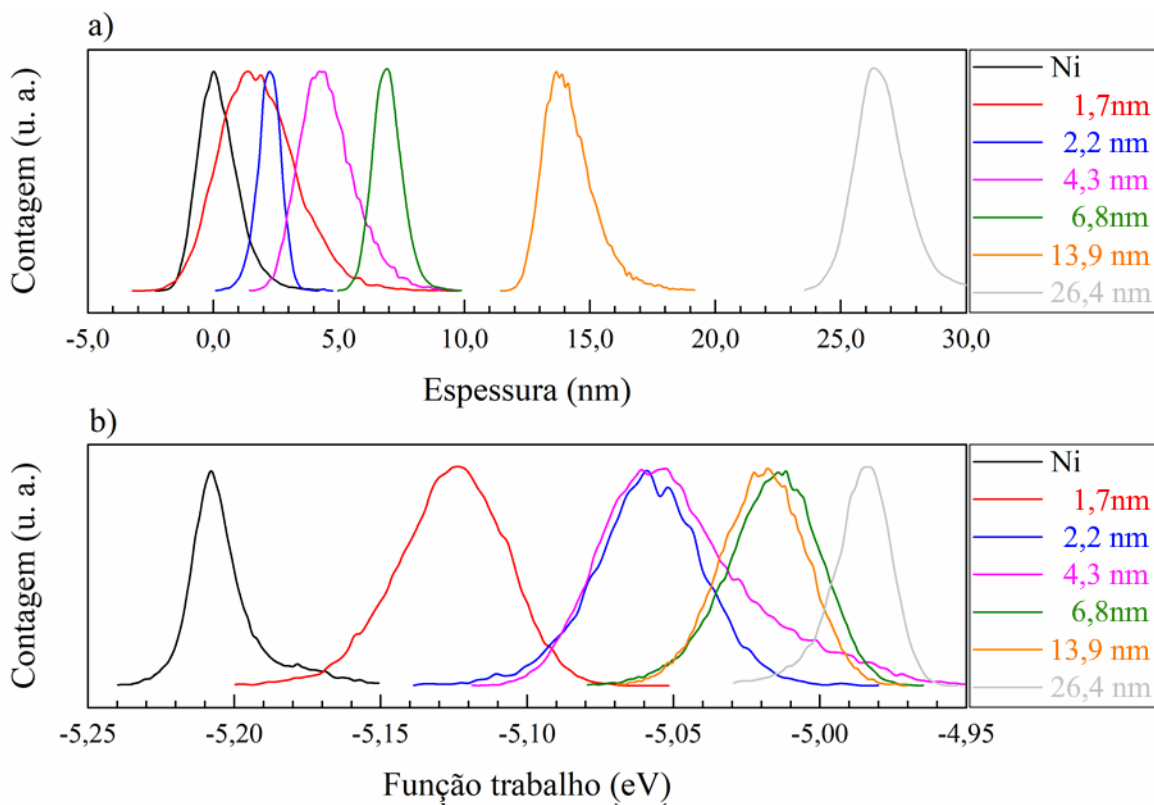 a)
Contagem (u. a.)
Ni
1,7nm
2,2 nm
4,3 nm
6,8nm
13,9 nm
26,4 nm
-5,0 0,0 5,0 10,0 15,0 20,0 25,0 30,0
Espessura (nm)
b)
Contagem (u. a.)
Ni
1,7nm
2,2 nm
4,3 nm
6,8nm
13,9 nm
26,4 nm
-5,25 -5,20 -5,15 -5,10 -5,05 -5,00 -4,95
Função trabalho (eV)